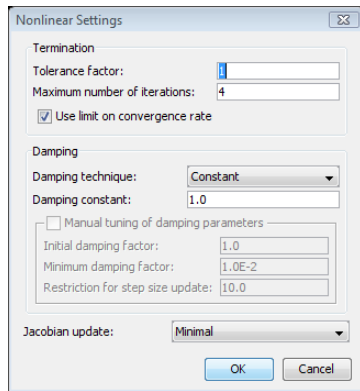 Nonlinear Settings
Termination
Tolerance factor: 1
Maximum number of iterations: 4
Use limit on convergence rate
Damping
Damping technique: Constant
Damping constant: 1.0
Manual tuning of damping parameters
Initial damping factor: 1.0
Minimum damping factor: 1.0E-2
Restriction for step size update: 10.0
Jacobian update: Minimal
OK Cancel